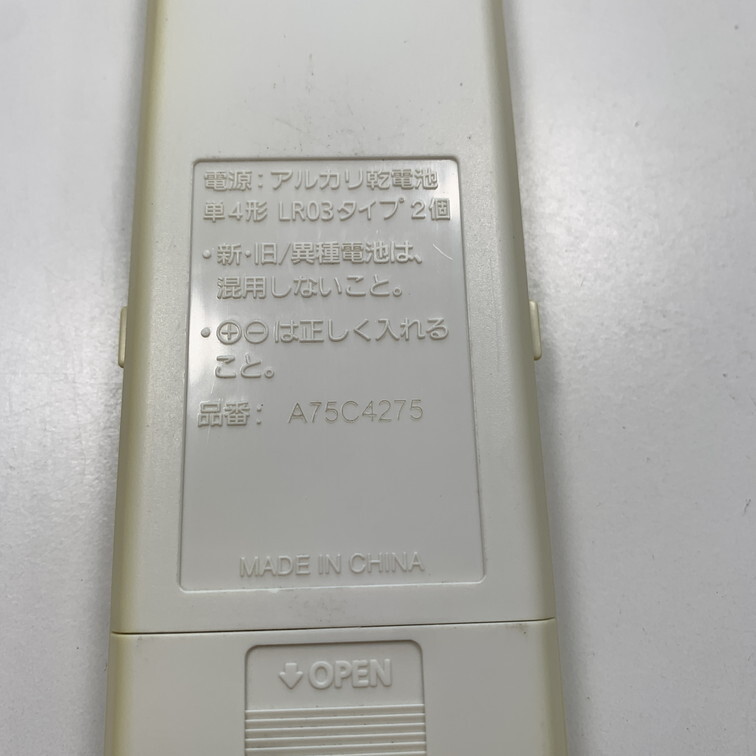 電源: アルカリ乾電池
単4形 LR03タイプ 2個
・新・旧/異種電池は、
混用しないこと。
・⊕⊖は正しく入れる
こと。
品番: A75C4275
MADE IN CHINA
↓OPEN